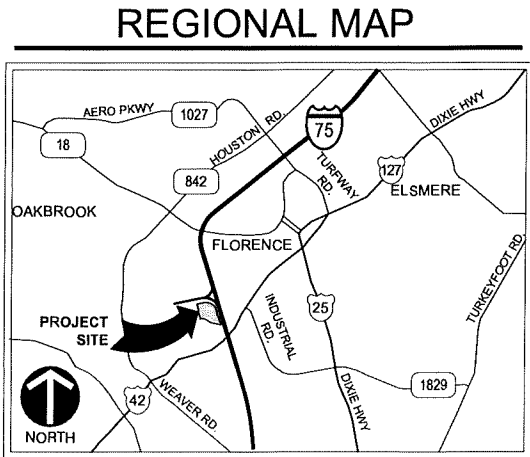 REGIONAL MAP
AERO PKWY
1027
HOUSTON RD.
75
DIXIE HWY
18
TURFWAY
RD.
127
ELSMERE
842
OAKBROOK
FLORENCE
TURKEYFOOT RD.
PROJECT
SITE
INDUSTRIAL
RD.
25
DIXIE HWY
1829
42
WEAVER RD.
NORTH